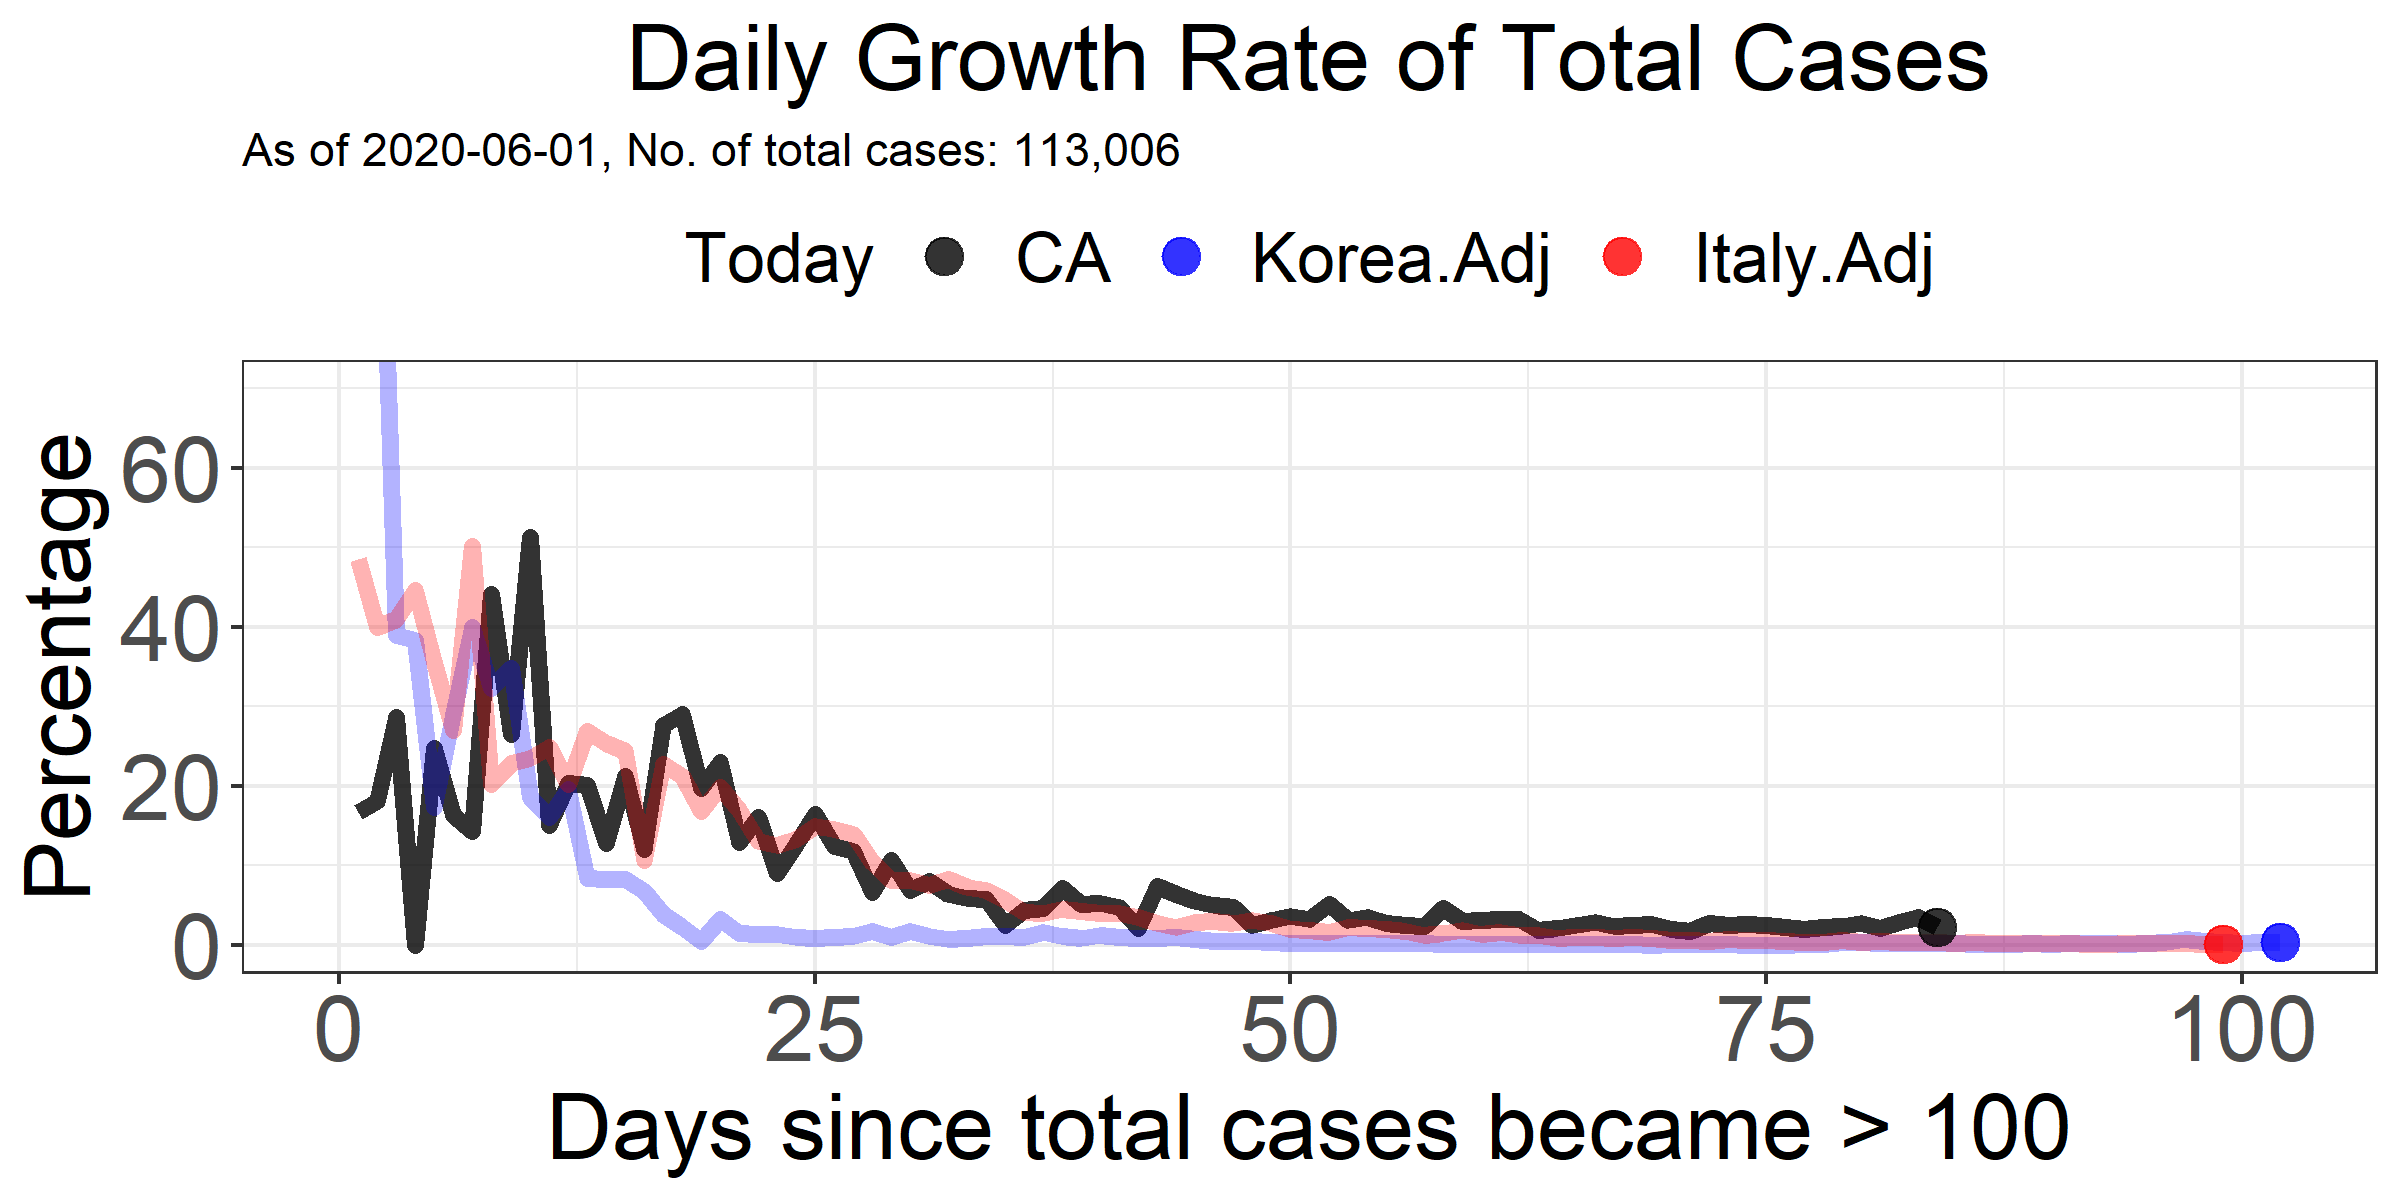 Daily Growth Rate of Total Cases
As of 2020-06-01, No. of total cases: 113,006
Today CA Korea.Adj Italy.Adj
Percentage
60
40
20
0
0 25 50 75 100
Days since total cases became > 100